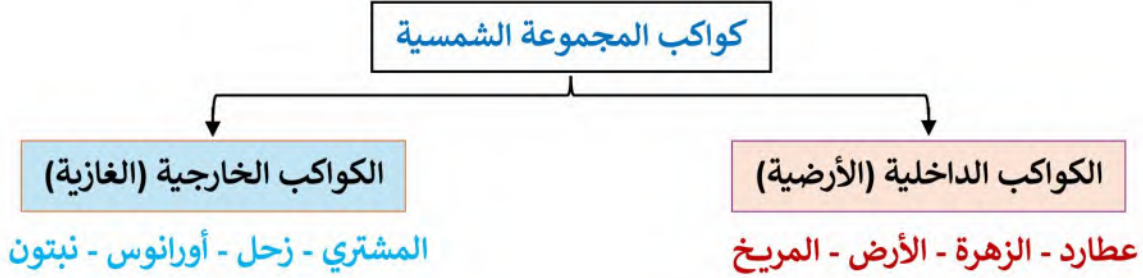 كواكب المجموعة الشمسية
الكواكب الداخلية (الأرضية)
عطارد - الزهرة - الأرض - المريخ
الكواكب الخارجية (الغازية)
المشتري - زحل - أورانوس - نبتون